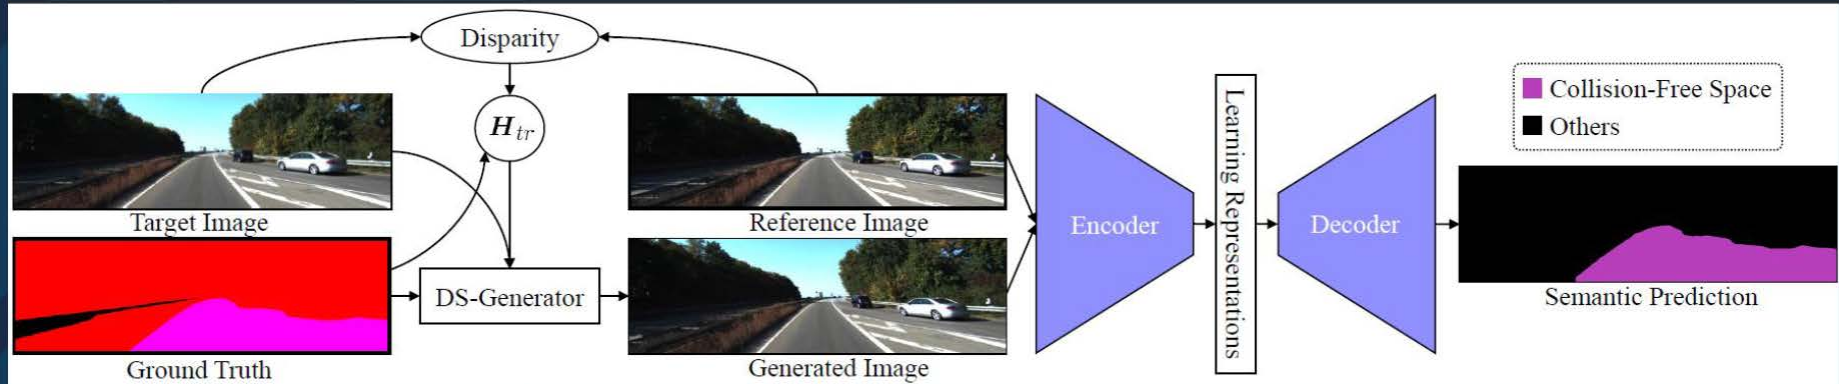 Disparity
H_tr
Target Image
Reference Image
Ground Truth
DS-Generator
Generated Image
Encoder
Learning Representations
Decoder
Collision-Free Space
Others
Semantic Prediction